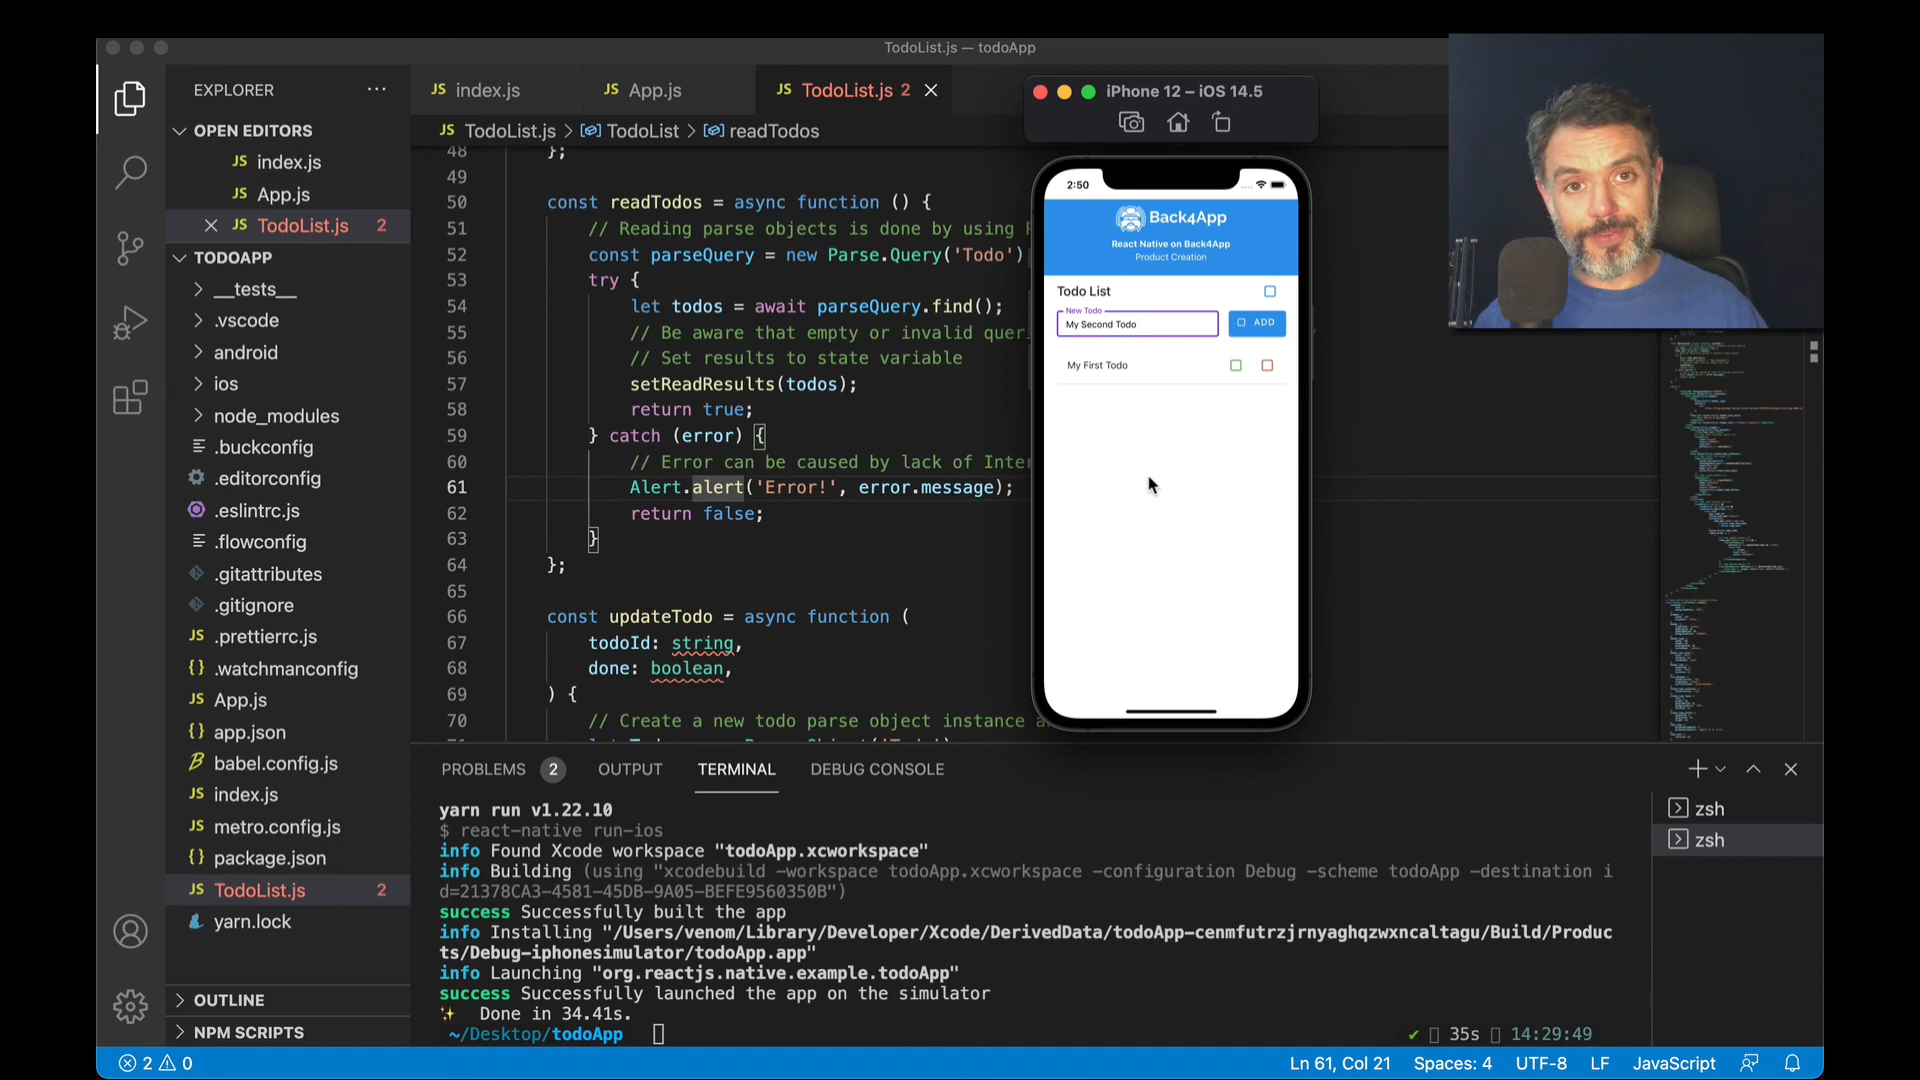 TodoList.js — todoApp
EXPLORER
OPEN EDITORS
JS index.js
JS App.js
JS TodoList.js 2
TODOAPP
__tests__
.vscode
android
ios
node_modules
.buckconfig
.editorconfig
.eslintrc.js
.flowconfig
.gitattributes
.gitignore
JS .prettierrc.js
{} .watchmanconfig
JS App.js
{} app.json
babel.config.js
JS index.js
JS metro.config.js
{} package.json
JS TodoList.js 2
yarn.lock
OUTLINE
NPM SCRIPTS
JS index.js
JS App.js
JS TodoList.js 2
JS TodoList.js > TodoList > readTodos
48 };
49
50 const readTodos = async function () {
51 // Reading parse objects is done by using
52 const parseQuery = new Parse.Query('Todo')
53 try {
54 let todos = await parseQuery.find();
55 // Be aware that empty or invalid quer
56 // Set results to state variable
57 setReadResults(todos);
58 return true;
59 } catch (error) {
60 // Error can be caused by lack of Inter
61 Alert.alert('Error!', error.message);
62 return false;
63 }
64 };
65
66 const updateTodo = async function (
67 todoId: string,
68 done: boolean,
69 ) {
70 // Create a new todo parse object instance a
iPhone 12 – iOS 14.5
2:50
Back4App
React Native on Back4App
Product Creation
Todo List
New Todo
My Second Todo
ADD
My First Todo
PROBLEMS 2
OUTPUT
TERMINAL
DEBUG CONSOLE
yarn run v1.22.10
$ react-native run-ios
info Found Xcode workspace "todoApp.xcworkspace"
info Building (using "xcodebuild -workspace todoApp.xcworkspace -configuration Debug -scheme todoApp -destination i
d=21378CA3-4581-45DB-9A05-BEFE9560350B")
success Successfully built the app
info Installing "/Users/venom/Library/Developer/Xcode/DerivedData/todoApp-cenmfutrzjrnyaghqzwxncaltagu/Build/Produc
ts/Debug-iphonesimulator/todoApp.app"
info Launching "org.reactjs.native.example.todoApp"
success Successfully launched the app on the simulator
✨ Done in 34.41s.
~/Desktop/todoApp
✔ 35s 14:29:49
zsh
zsh
2 0
Ln 61, Col 21
Spaces: 4
UTF-8
LF
JavaScript